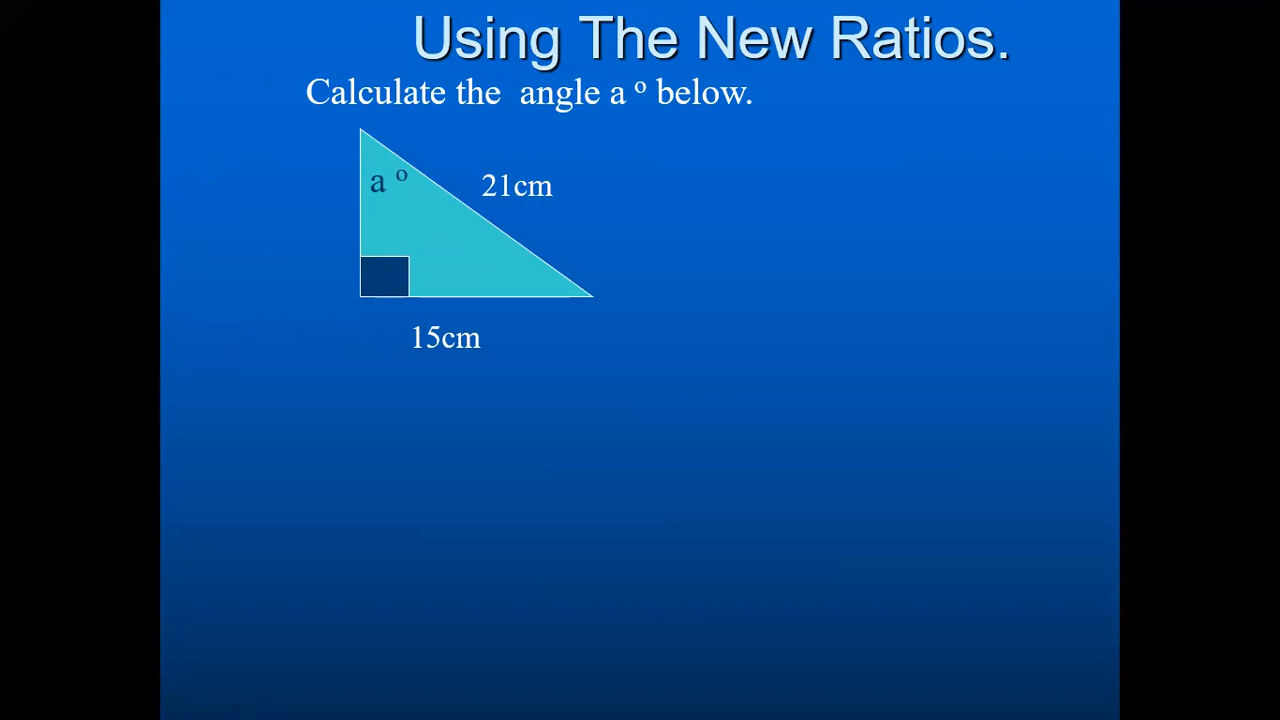 Using The New Ratios.
Calculate the angle a º below.
a º
21cm
15cm